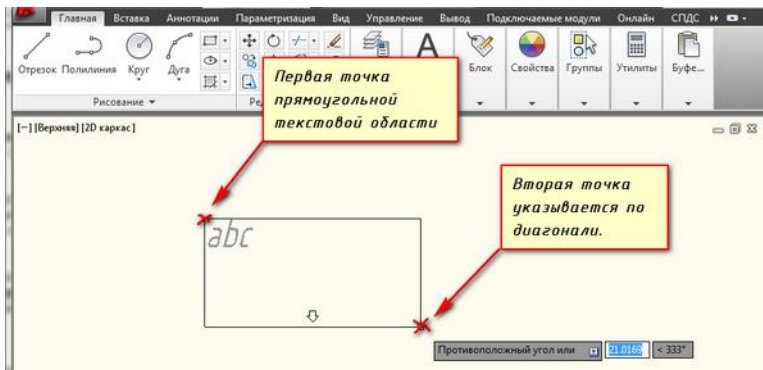 Главная Вставка Аннотации Параметризация Вид Управление Вывод Подключаемые модули Онлайн СПДС
Отрезок Полилиния Круг Дуга Блок Свойства Группы Утилиты Буфе...
Рисование
[–] [Верхняя] [2D каркас]
Первая точка
прямоугольной
текстовой области
Вторая точка
указывается по
диагонали.
abc
Противоположный угол или 21.0169 < 333°